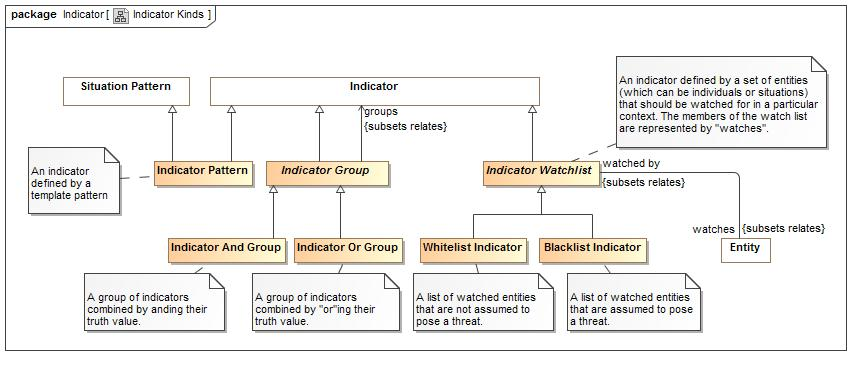 package Indicator [ Indicator Kinds ]
Situation Pattern
Indicator
An indicator defined by a set of entities
(which can be individuals or situations)
that should be watched for in a particular
context. The members of the watch list
are represented by "watches".
groups
{subsets relates}
An indicator
defined by a
template pattern
Indicator Pattern
Indicator Group
Indicator Watchlist
watched by
{subsets relates}
watches
{subsets relates}
Indicator And Group
Indicator Or Group
Whitelist Indicator
Blacklist Indicator
Entity
A group of indicators
combined by anding their
truth value.
A group of indicators
combined by "or"ing their
truth value.
A list of watched entities
that are not assumed to
pose a threat.
A list of watched entities
that are assumed to pose
a threat.